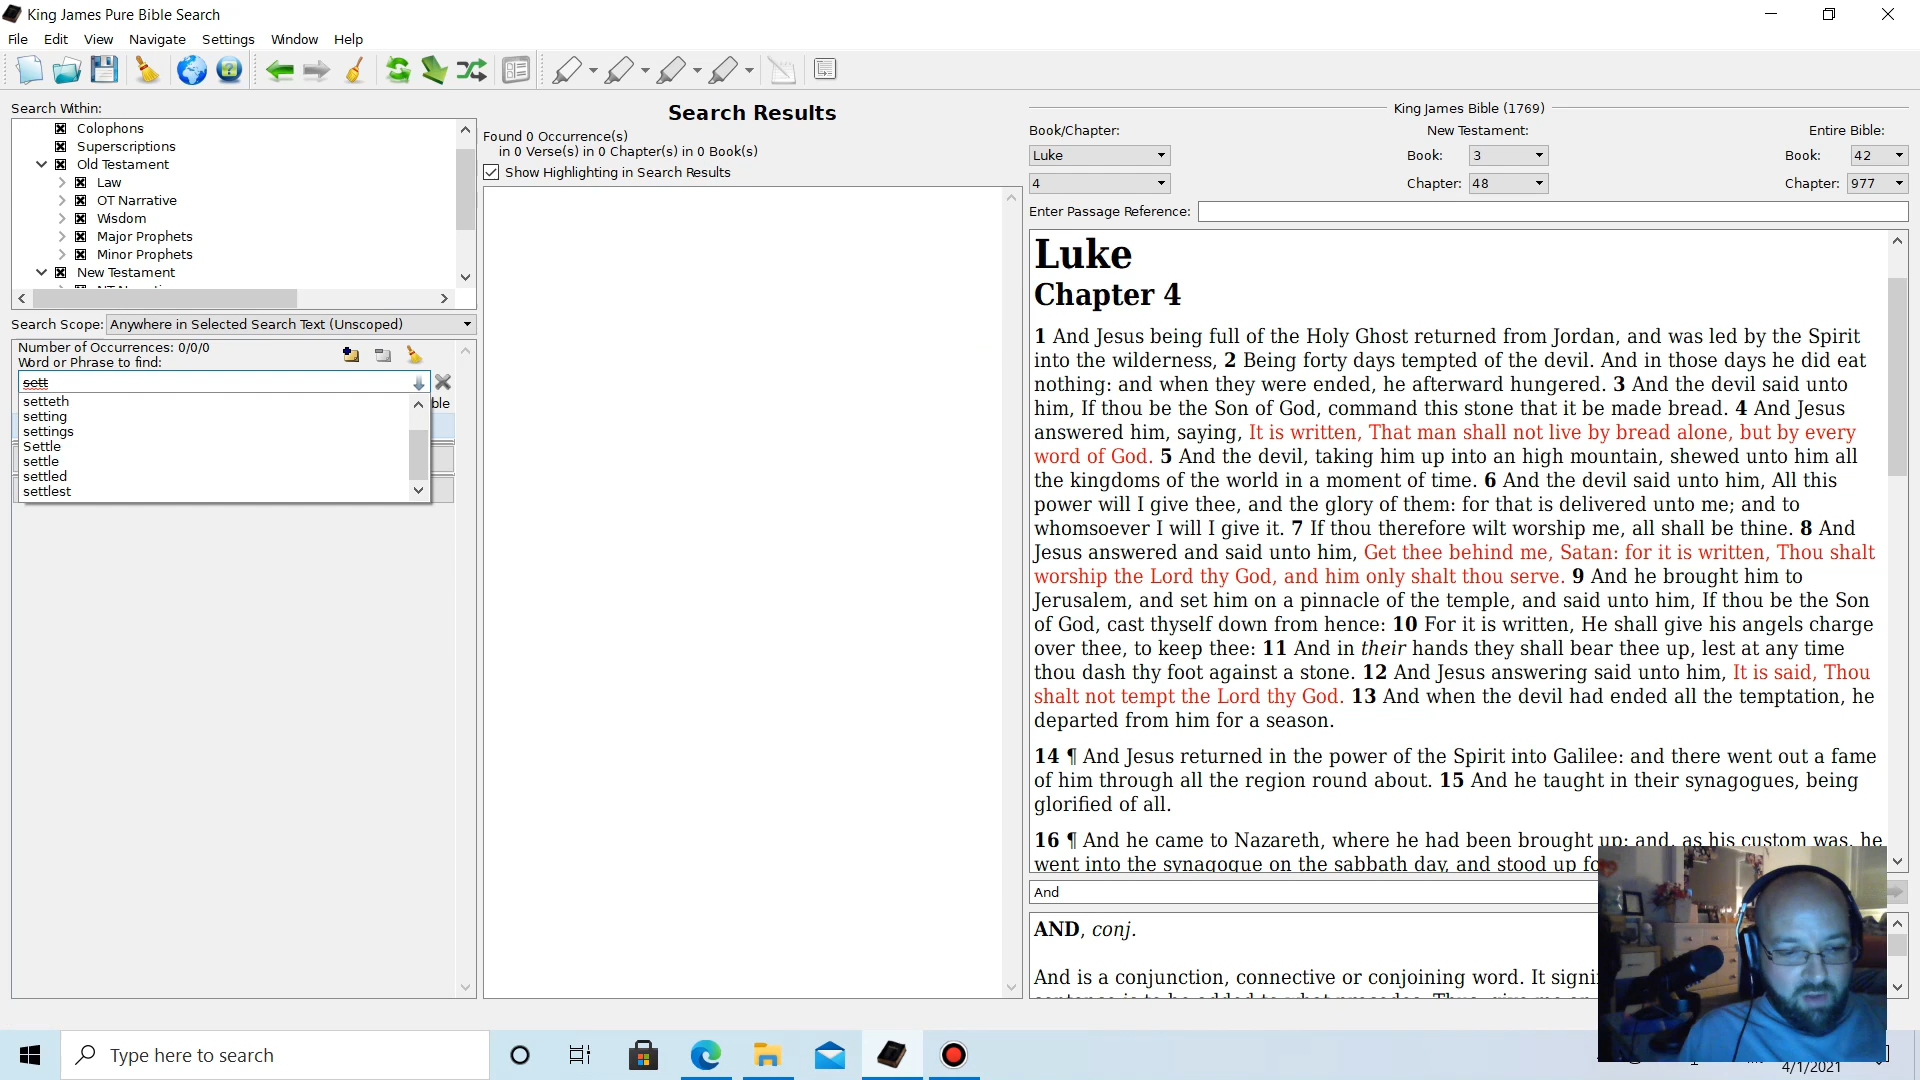 King James Pure Bible Search
File Edit View Navigate Settings Window Help
Search Within:
Colophons
Superscriptions
Old Testament
Law
OT Narrative
Wisdom
Major Prophets
Minor Prophets
New Testament
Search Scope: Anywhere in Selected Search Text (Unscoped)
Number of Occurrences: 0/0/0
Word or Phrase to find:
sett
ble
setteth
setting
settings
Settle
settle
settled
settlest
Search Results
Found 0 Occurrence(s)
in 0 Verse(s) in 0 Chapter(s) in 0 Book(s)
Show Highlighting in Search Results
King James Bible (1769)
Book/Chapter: New Testament: Entire Bible:
Luke Book: 3 Book: 42
4 Chapter: 48 Chapter: 977
Enter Passage Reference:
Luke
Chapter 4
1 And Jesus being full of the Holy Ghost returned from Jordan, and was led by the Spirit
into the wilderness, 2 Being forty days tempted of the devil. And in those days he did eat
nothing: and when they were ended, he afterward hungered. 3 And the devil said unto
him, If thou be the Son of God, command this stone that it be made bread. 4 And Jesus
answered him, saying, It is written, That man shall not live by bread alone, but by every
word of God. 5 And the devil, taking him up into an high mountain, shewed unto him all
the kingdoms of the world in a moment of time. 6 And the devil said unto him, All this
power will I give thee, and the glory of them: for that is delivered unto me; and to
whomsoever I will I give it. 7 If thou therefore wilt worship me, all shall be thine. 8 And
Jesus answered and said unto him, Get thee behind me, Satan: for it is written, Thou shalt
worship the Lord thy God, and him only shalt thou serve. 9 And he brought him to
Jerusalem, and set him on a pinnacle of the temple, and said unto him, If thou be the Son
of God, cast thyself down from hence: 10 For it is written, He shall give his angels charge
over thee, to keep thee: 11 And in their hands they shall bear thee up, lest at any time
thou dash thy foot against a stone. 12 And Jesus answering said unto him, It is said, Thou
shalt not tempt the Lord thy God. 13 And when the devil had ended all the temptation, he
departed from him for a season.
14 ¶ And Jesus returned in the power of the Spirit into Galilee: and there went out a fame
of him through all the region round about. 15 And he taught in their synagogues, being
glorified of all.
16 ¶ And he came to Nazareth, where he had been brought up: and, as his custom was, he
went into the synagogue on the sabbath day, and stood up fo
And
AND, conj.
And is a conjunction, connective or conjoining word. It signi
Type here to search
4/1/2021